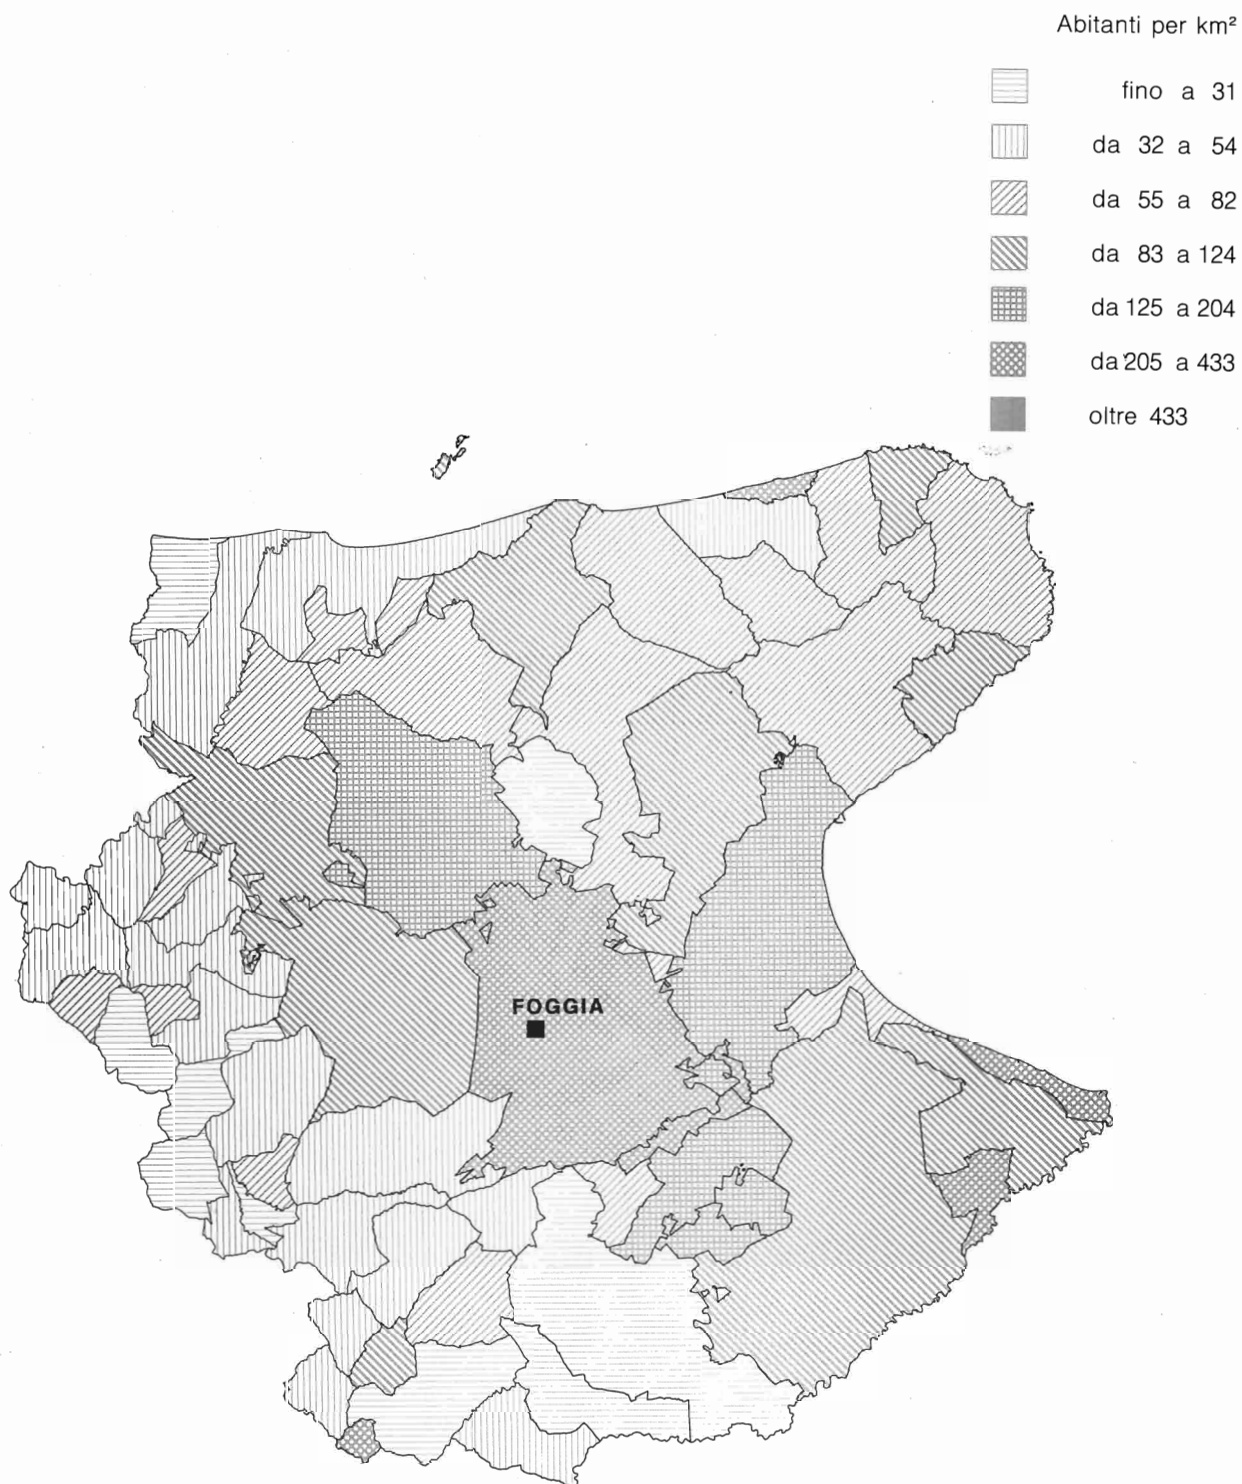 Abitanti per km²
fino a 31
da 32 a 54
da 55 a 82
da 83 a 124
da 125 a 204
da 205 a 433
oltre 433
FOGGIA